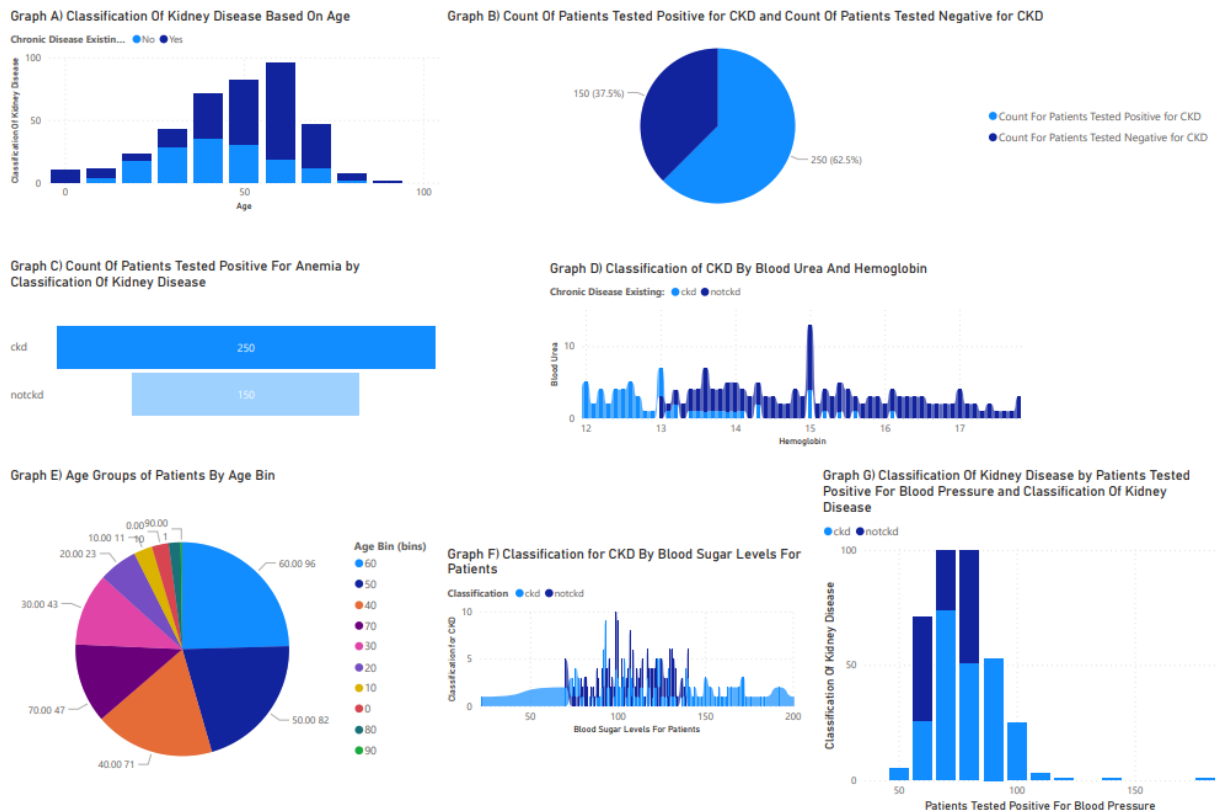 Graph A) Classification Of Kidney Disease Based On Age
Chronic Disease Existin... No Yes
Classification Of Kidney Disease
100
50
0
0 50 100
Age
Graph B) Count Of Patients Tested Positive for CKD and Count Of Patients Tested Negative for CKD
150 (37.5%)
250 (62.5%)
Count For Patients Tested Positive for CKD
Count For Patients Tested Negative for CKD
Graph C) Count Of Patients Tested Positive For Anemia by
Classification Of Kidney Disease
ckd
250
notckd
150
Graph D) Classification of CKD By Blood Urea And Hemoglobin
Chronic Disease Existing: ckd notckd
Blood Urea
10
0
12 13 14 15 16 17
Hemoglobin
Graph E) Age Groups of Patients By Age Bin
0.00 90.00
10 1
10.00 11
20.00 23
30.00 43
70.00 47
40.00 71
50.00 82
60.00 96
Age Bin (bins)
60
50
40
70
30
20
10
0
80
90
Graph F) Classification for CKD By Blood Sugar Levels For
Patients
Classification ckd notckd
Classification for CKD
10
5
0
50 100 150 200
Blood Sugar Levels For Patients
Graph G) Classification Of Kidney Disease by Patients Tested
Positive For Blood Pressure and Classification Of Kidney
Disease
ckd notckd
Classification Of Kidney Disease
100
50
0
50 100 150
Patients Tested Positive For Blood Pressure